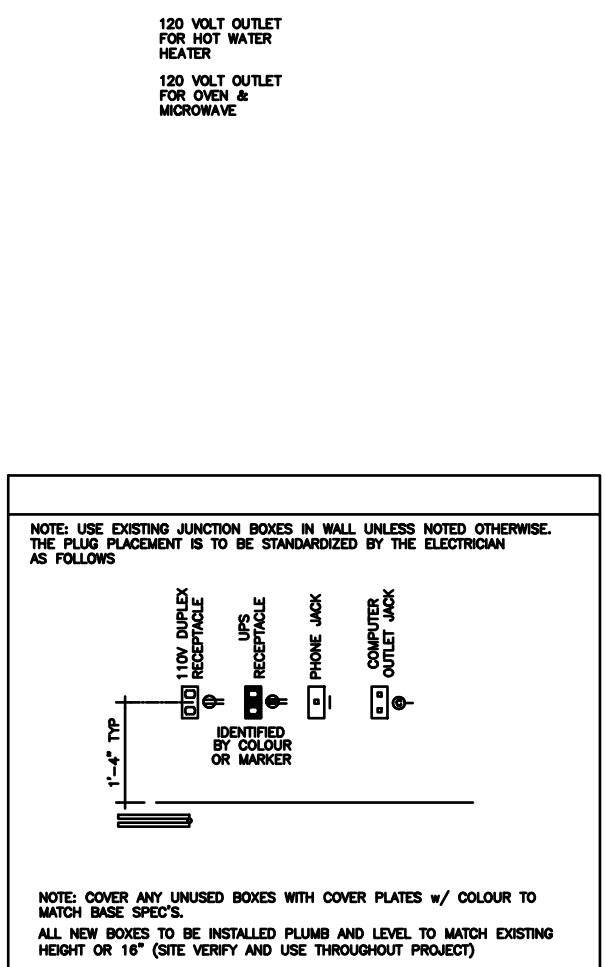 120 VOLT OUTLET
FOR HOT WATER
HEATER
120 VOLT OUTLET
FOR OVEN &
MICROWAVE
NOTE: USE EXISTING JUNCTION BOXES IN WALL UNLESS NOTED OTHERWISE.
THE PLUG PLACEMENT IS TO BE STANDARDIZED BY THE ELECTRICIAN
AS FOLLOWS
110V DUPLEX
RECEPTACLE
UPS
RECEPTACLE
PHONE JACK
COMPUTER
OUTLET JACK
C
IDENTIFIED
BY COLOUR
OR MARKER
1'-4" TYP
NOTE: COVER ANY UNUSED BOXES WITH COVER PLATES w/ COLOUR TO
MATCH BASE SPEC'S.
ALL NEW BOXES TO BE INSTALLED PLUMB AND LEVEL TO MATCH EXISTING
HEIGHT OR 16" (SITE VERIFY AND USE THROUGHOUT PROJECT)